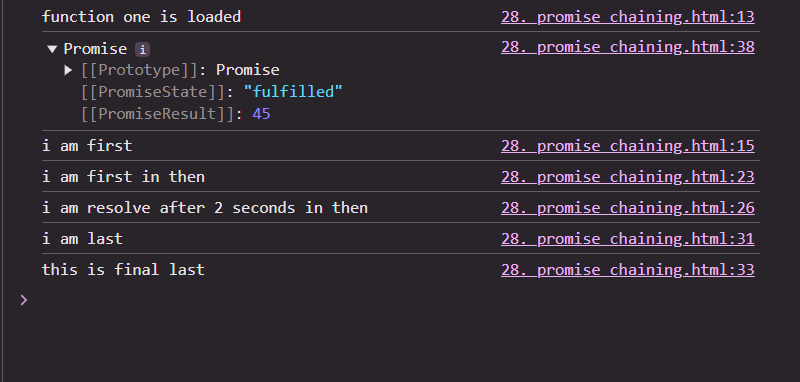 function one is loaded 28. promise chaining.html:13
Promise i 28. promise chaining.html:38
[[Prototype]]: Promise
[[PromiseState]]: "fulfilled"
[[PromiseResult]]: 45
i am first 28. promise chaining.html:15
i am first in then 28. promise chaining.html:23
i am resolve after 2 seconds in then 28. promise chaining.html:26
i am last 28. promise chaining.html:31
this is final last 28. promise chaining.html:33